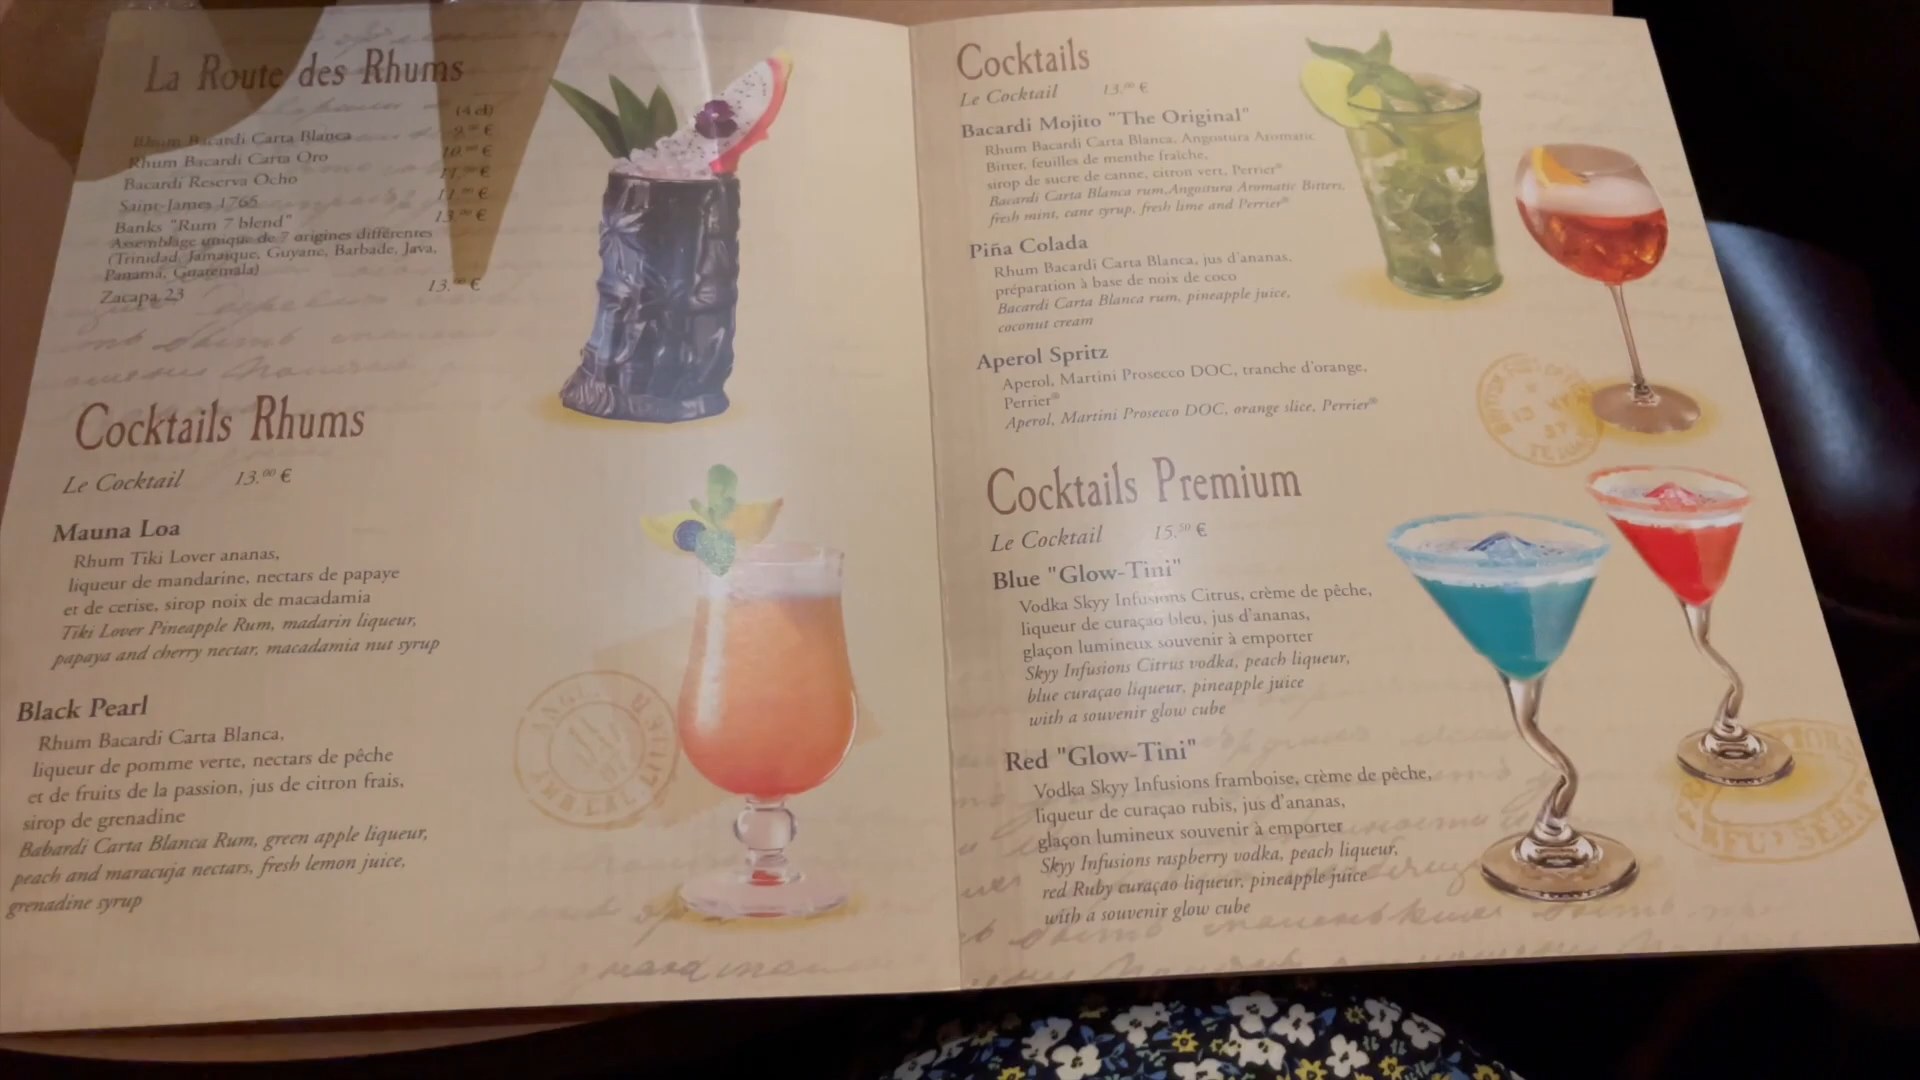 La Route des Rhums
(4 cl)
Rhum Bacardi Carta Blanca 9.00 €
Rhum Bacardi Carta Oro 10.00 €
Bacardi Reserva Ocho 11.00 €
Saint-James 1765 11.00 €
Banks "Rum 7 blend" 13.00 €
Assemblage unique de 7 origines différentes
(Trinidad, Jamaïque, Guyane, Barbade, Java,
Panama, Guatemala)
Zacapa 23 13.00 €
Cocktails Rhums
Le Cocktail 13.00 €
Mauna Loa
Rhum Tiki Lover ananas,
liqueur de mandarine, nectars de papaye
et de cerise, sirop noix de macadamia
Tiki Lover Pineapple Rum, madarin liqueur,
papaya and cherry nectar, macadamia nut syrup
Black Pearl
Rhum Bacardi Carta Blanca,
liqueur de pomme verte, nectars de pêche
et de fruits de la passion, jus de citron frais,
sirop de grenadine
Babardi Carta Blanca Rum, green apple liqueur,
peach and maracuja nectars, fresh lemon juice,
grenadine syrup
Cocktails
Le Cocktail 13.00 €
Bacardi Mojito "The Original"
Rhum Bacardi Carta Blanca, Angostura Aromatic
Bitter, feuilles de menthe fraîche,
sirop de sucre de canne, citron vert, Perrier®
Bacardi Carta Blanca rum, Angostura Aromatic Bitters,
fresh mint, cane syrup, fresh lime and Perrier®
Piña Colada
Rhum Bacardi Carta Blanca, jus d'ananas,
préparation à base de noix de coco
Bacardi Carta Blanca rum, pineapple juice,
coconut cream
Aperol Spritz
Aperol, Martini Prosecco DOC, tranche d'orange,
Perrier®
Aperol, Martini Prosecco DOC, orange slice, Perrier®
Cocktails Premium
Le Cocktail 15.50 €
Blue "Glow-Tini"
Vodka Skyy Infusions Citrus, crème de pêche,
liqueur de curaçao bleu, jus d'ananas,
glaçon lumineux souvenir à emporter
Skyy Infusions Citrus vodka, peach liqueur,
blue curaçao liqueur, pineapple juice
with a souvenir glow cube
Red "Glow-Tini"
Vodka Skyy Infusions framboise, crème de pêche,
liqueur de curaçao rubis, jus d'ananas,
glaçon lumineux souvenir à emporter
Skyy Infusions raspberry vodka, peach liqueur,
red Ruby curaçao liqueur, pineapple juice
with a souvenir glow cube